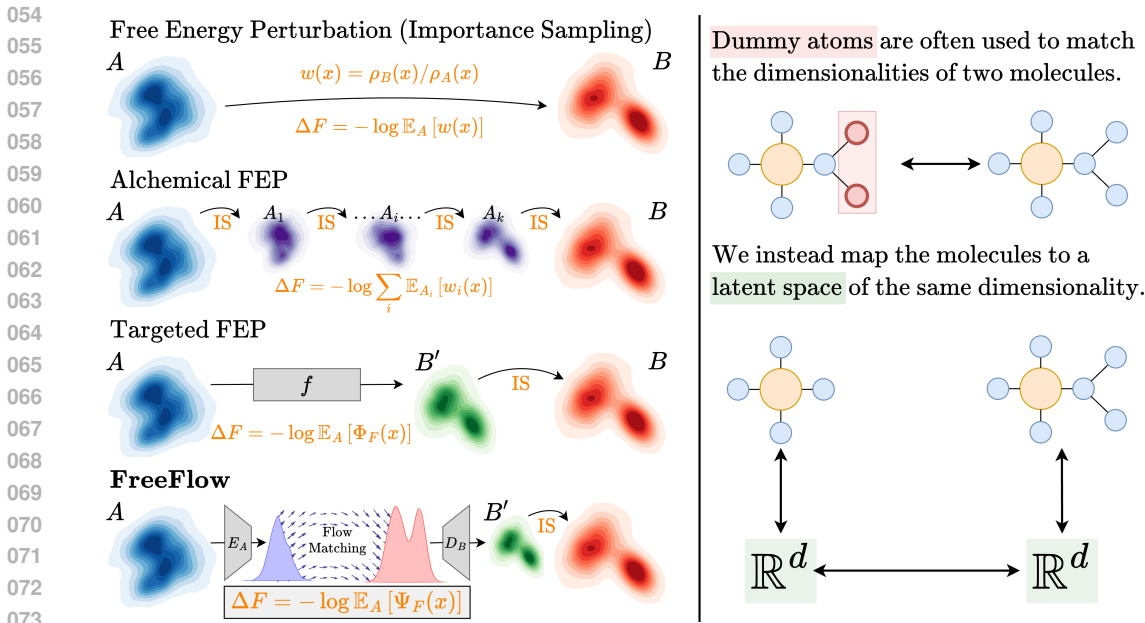 054
055
056
057
058
059
060
061
062
063
064
065
066
067
068
069
070
071
072
073
Free Energy Perturbation (Importance Sampling)
A
w(x) = ρ_B(x)/ρ_A(x)
B
ΔF = − log 𝔼_A [w(x)]
Alchemical FEP
A
IS
A_1
IS
...A_i...
IS
A_k
IS
B
ΔF = − log ∑_i 𝔼_{A_i} [w_i(x)]
Targeted FEP
A
f
B′
IS
B
ΔF = − log 𝔼_A [Φ_F(x)]
FreeFlow
A
E_A
Flow
Matching
D_B
B′
IS
B
ΔF = − log 𝔼_A [Ψ_F(x)]
Dummy atoms are often used to match
the dimensionalities of two molecules.
We instead map the molecules to a
latent space of the same dimensionality.
ℝ^d
ℝ^d